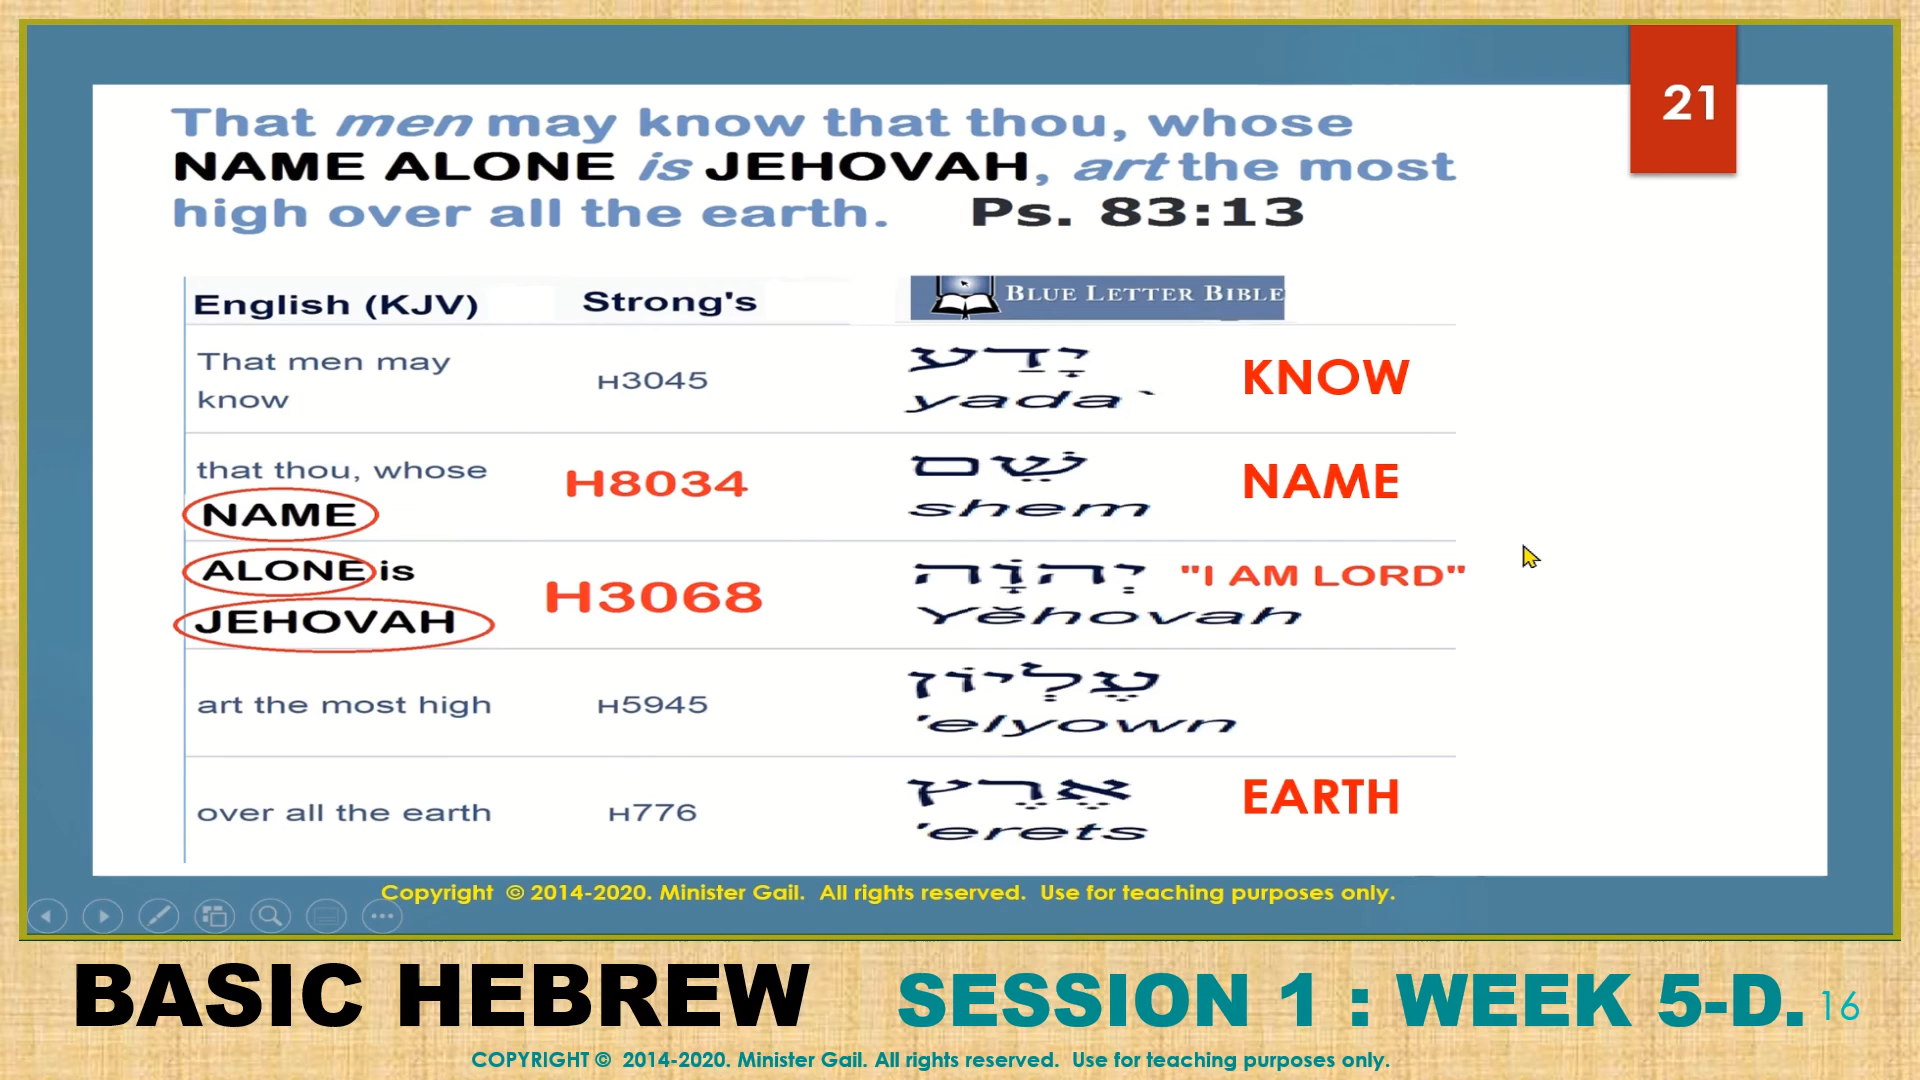 21
That men may know that thou, whose
NAME ALONE is JEHOVAH, art the most
high over all the earth. Ps. 83:13
English (KJV) Strong's BLUE LETTER BIBLE
That men may
know
H3045
יָדַע
yada`
KNOW
that thou, whose
NAME
H8034
שֵׁם
shem
NAME
ALONE is
JEHOVAH
H3068
יְהוָֹה
Yĕhovah
"I AM LORD"
art the most high
H5945
עֶלְיוֹן
'elyown
over all the earth
H776
אֶרֶץ
'erets
EARTH
Copyright © 2014-2020. Minister Gail. All rights reserved. Use for teaching purposes only.
BASIC HEBREW SESSION 1 : WEEK 5-D. 16
COPYRIGHT © 2014-2020. Minister Gail. All rights reserved. Use for teaching purposes only.